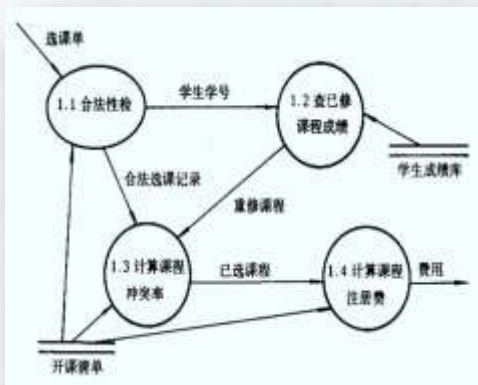 选课单
1.1合法性检
学生学号
1.2查已修
课程成绩
学生成绩库
合法选课记录
重修课程
1.3计算课程
冲突率
已选课程
1.4计算课程
注册费
费用
开课清单